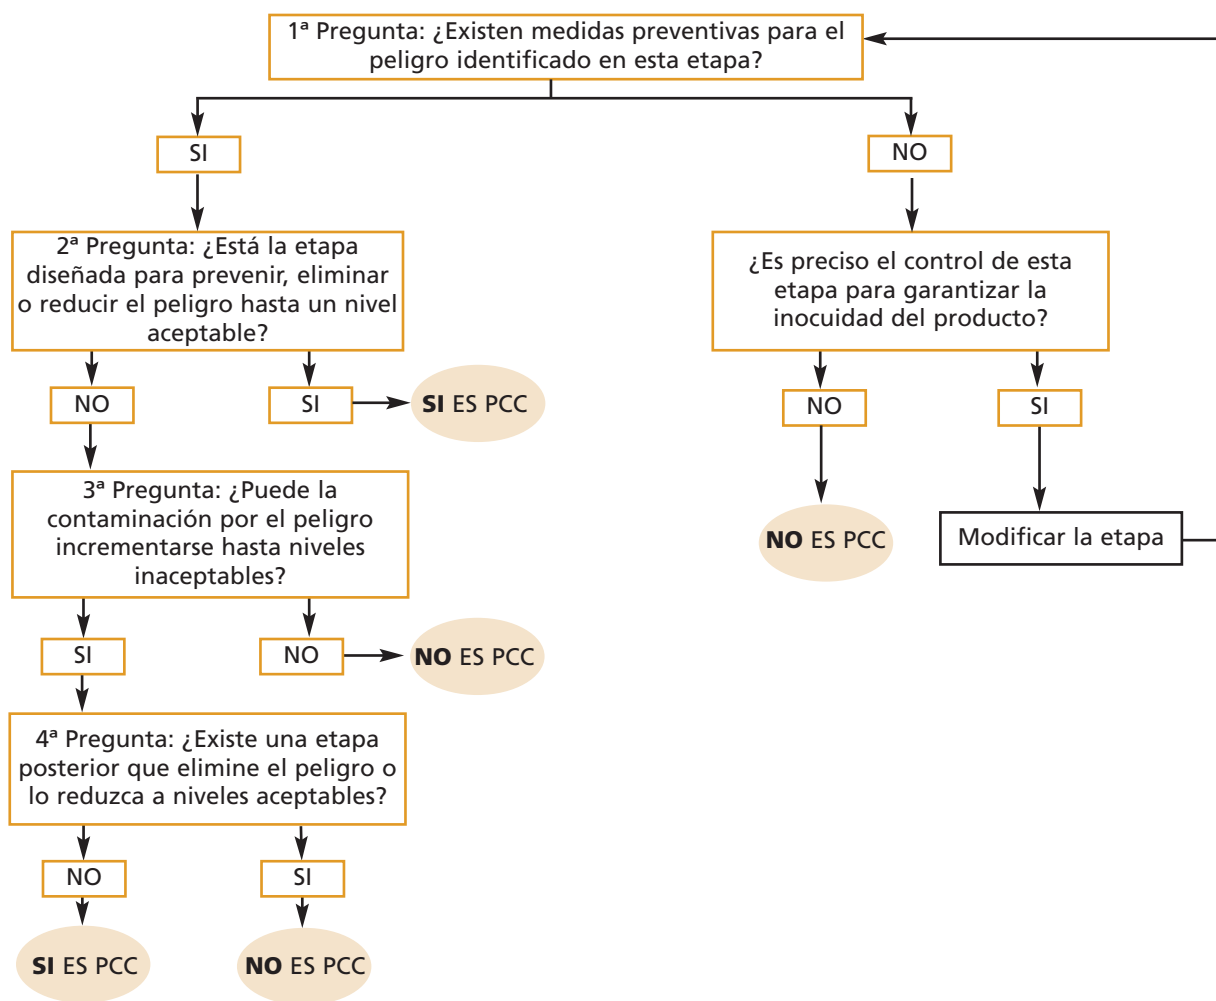 1ª Pregunta: ¿Existen medidas preventivas para el
peligro identificado en esta etapa?
SI
NO
2ª Pregunta: ¿Está la etapa
diseñada para prevenir, eliminar
o reducir el peligro hasta un nivel
aceptable?
¿Es preciso el control de esta
etapa para garantizar la
inocuidad del producto?
NO
SI
SI ES PCC
NO
SI
3ª Pregunta: ¿Puede la
contaminación por el peligro
incrementarse hasta niveles
inaceptables?
NO ES PCC
Modificar la etapa
SI
NO
NO ES PCC
4ª Pregunta: ¿Existe una etapa
posterior que elimine el peligro o
lo reduzca a niveles aceptables?
NO
SI
SI ES PCC
NO ES PCC